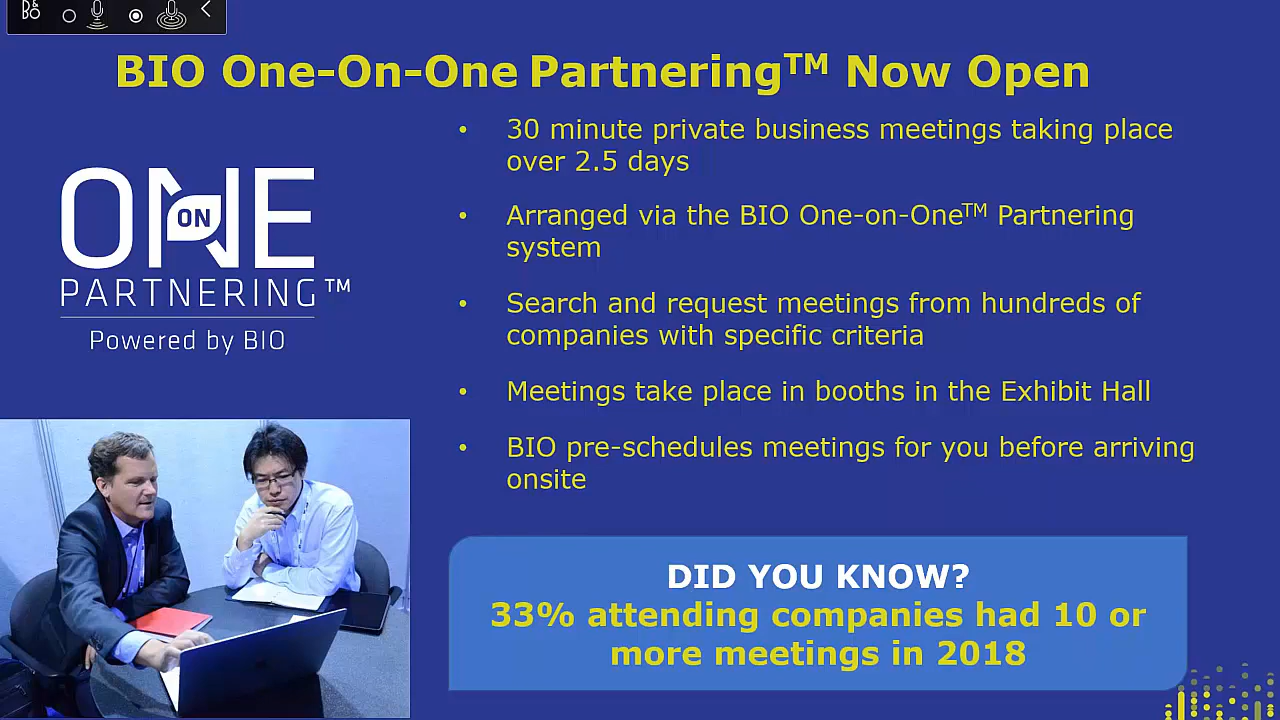 BIO One-On-One Partnering™ Now Open
30 minute private business meetings taking place
over 2.5 days
Arranged via the BIO One-on-One™ Partnering
system
Search and request meetings from hundreds of
companies with specific criteria
Meetings take place in booths in the Exhibit Hall
BIO pre-schedules meetings for you before arriving
onsite
ONE
ON
PARTNERING™
Powered by BIO
DID YOU KNOW?
33% attending companies had 10 or
more meetings in 2018